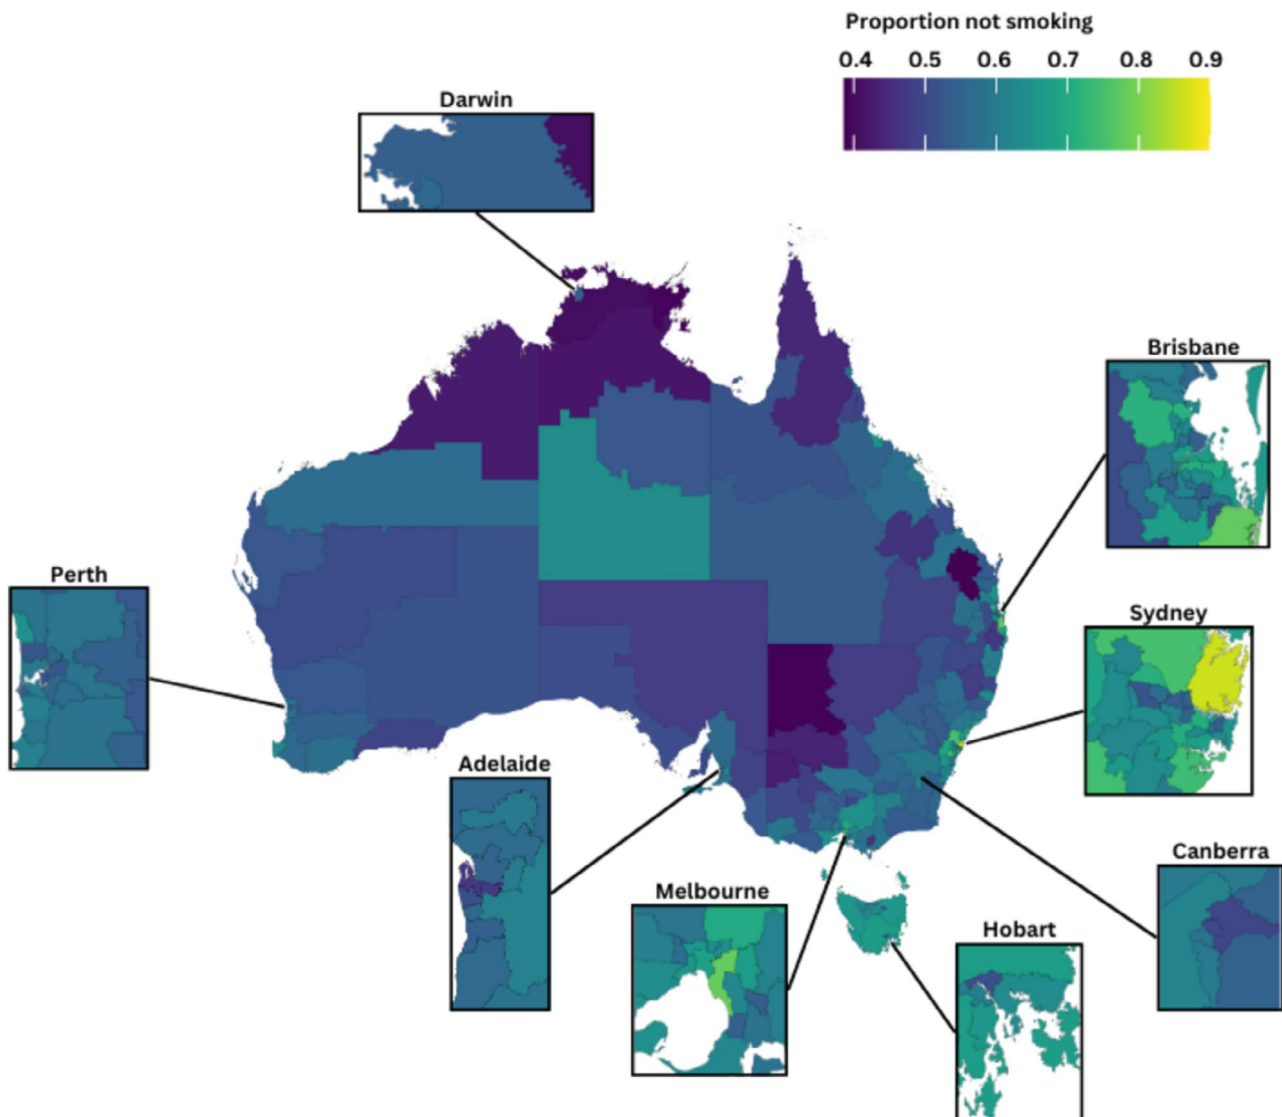 Proportion not smoking
0.4 0.5 0.6 0.7 0.8 0.9
Darwin
Brisbane
Perth
Sydney
Adelaide
Canberra
Melbourne
Hobart